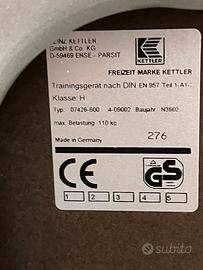 HEINZ KETTLER
GmbH & Co. KG
D-59469 ENSE - PARSIT
KETTLER
FREIZEIT MARKE KETTLER
Trainingsgerät nach DIN EN 957 Teil 1-A1-
Klasse: H
Typ: 07426-600 4-09002 Baujahr N3902
max. Belastung 110 kg
Made in Germany 276
CE
GS
1 2 3 4 5
subito